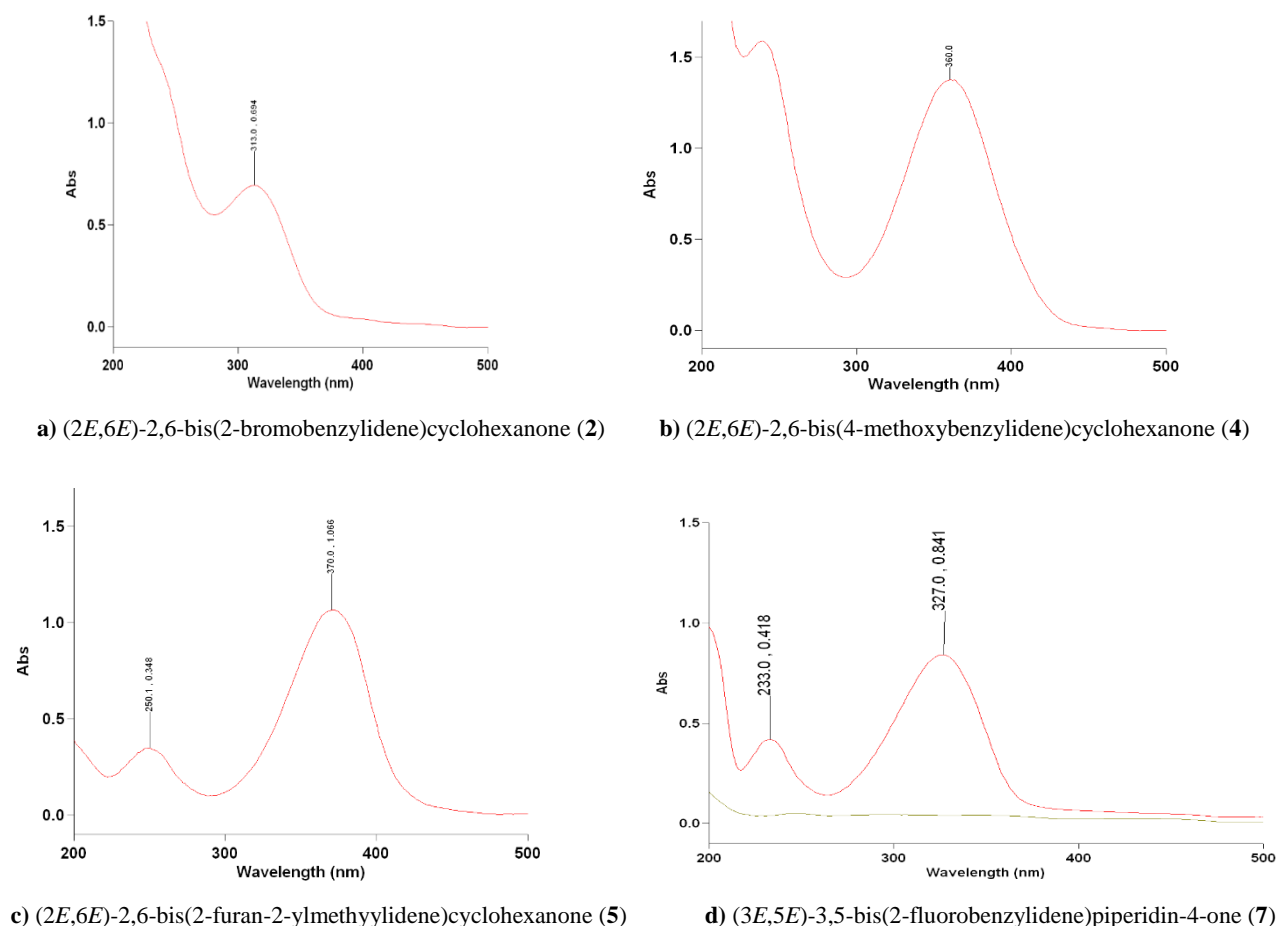 1.5
1.0
0.5
0.0
Abs
313.0 , 0.694
200 300 400 500
Wavelength (nm)
a) (2E,6E)-2,6-bis(2-bromobenzylidene)cyclohexanone (2)
1.5
1.0
0.5
0.0
Abs
360.0
200 300 400 500
Wavelength (nm)
b) (2E,6E)-2,6-bis(4-methoxybenzylidene)cyclohexanone (4)
1.5
1.0
0.5
0.0
Abs
250.1 , 0.348
370.0 , 1.066
200 300 400 500
Wavelength (nm)
c) (2E,6E)-2,6-bis(2-furan-2-ylmethyylidene)cyclohexanone (5)
1.5
1.0
0.5
0.0
Abs
233.0 , 0.418
327.0 , 0.841
200 300 400 500
Wavelength (nm)
d) (3E,5E)-3,5-bis(2-fluorobenzylidene)piperidin-4-one (7)